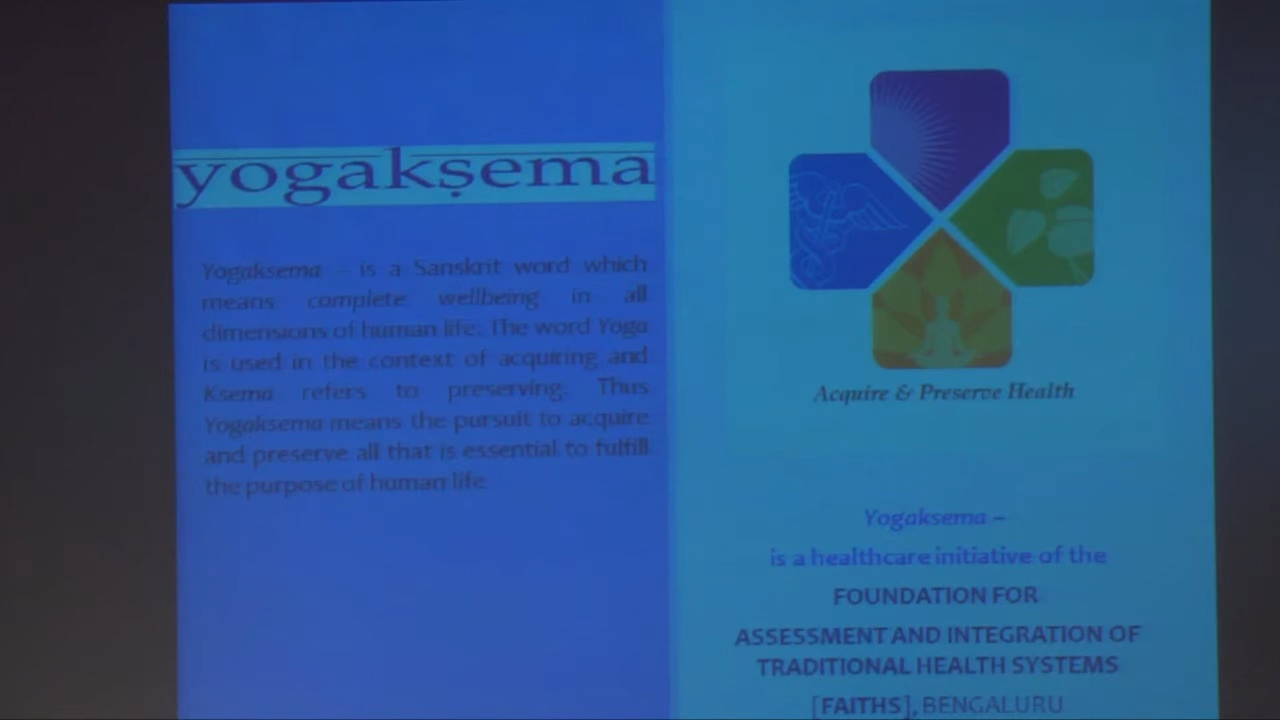 yogakṣema
Yogaksema – is a Sanskrit word which
means complete wellbeing in all
dimensions of human life. The word Yoga
is used in the context of acquiring and
Ksema refers to preserving. Thus
Yogaksema means the pursuit to acquire
and preserve all that is essential to fulfill
the purpose of human life.
Acquire & Preserve Health
Yogaksema –
is a healthcare initiative of the
FOUNDATION FOR
ASSESSMENT AND INTEGRATION OF
TRADITIONAL HEALTH SYSTEMS
[FAITHS], BENGALURU